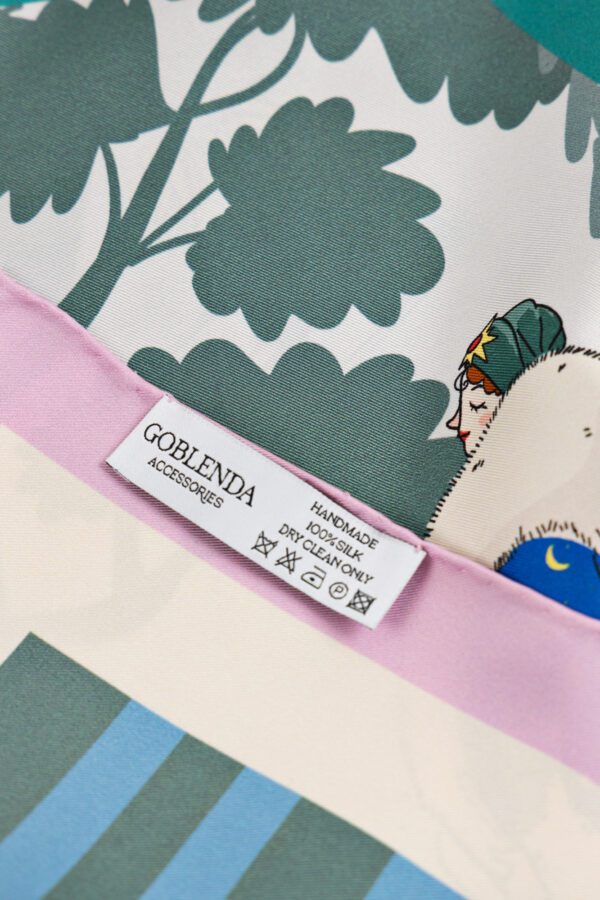 GOBLENDA
ACCESSORIES
HANDMADE
100% SILK
DRY CLEAN ONLY
P